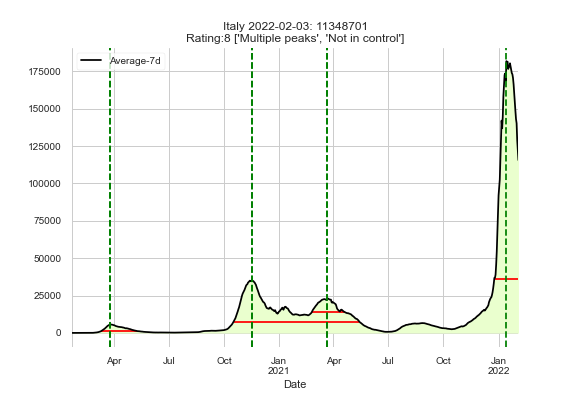 Italy 2022-02-03: 11348701
Rating:8 ['Multiple peaks', 'Not in control']
Average-7d
175000
150000
125000
100000
75000
50000
25000
0
Apr Jul Oct Jan Apr Jul Oct Jan
2021 2022
Date